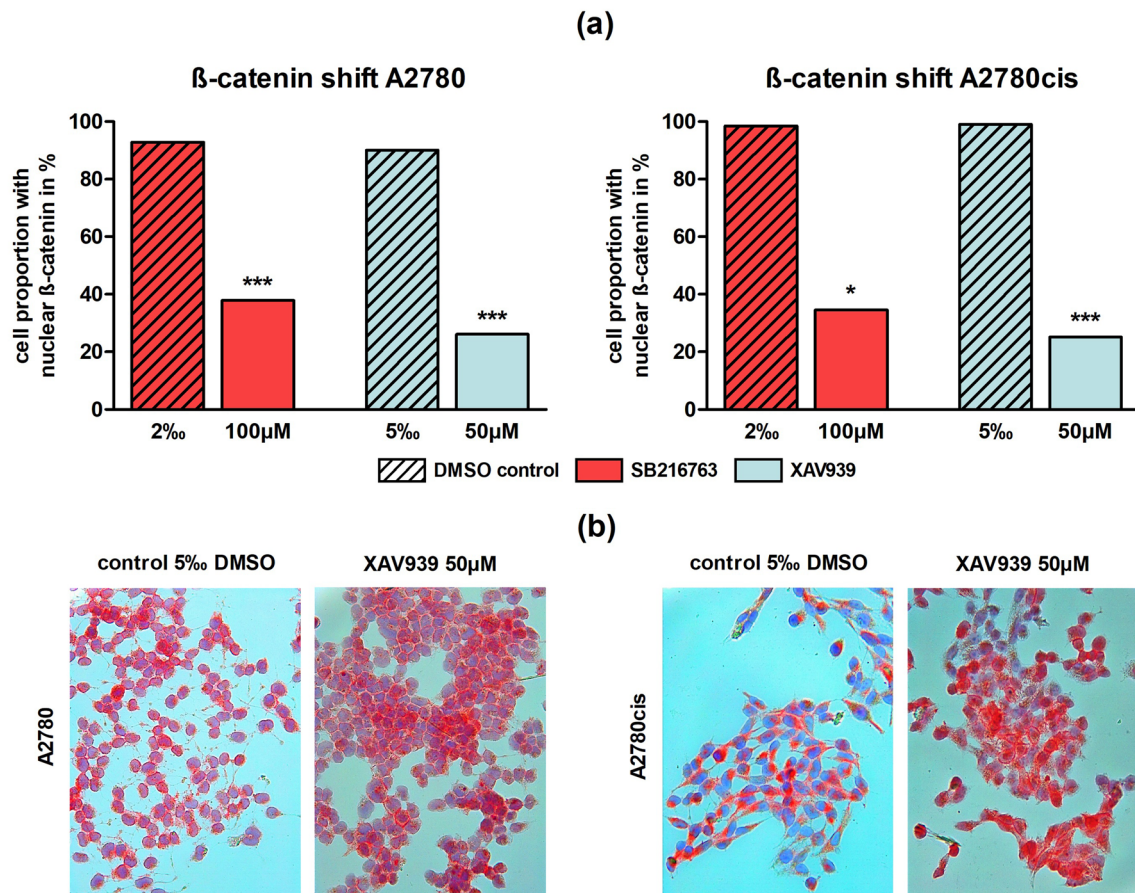 (a)
ß-catenin shift A2780
cell proportion with
nuclear ß-catenin in %
100
80
60
40
20
0
***
***
2‰
100µM
5‰
50µM
ß-catenin shift A2780cis
cell proportion with
nuclear ß-catenin in %
100
80
60
40
20
0
*
***
2‰
100µM
5‰
50µM
DMSO control
SB216763
XAV939
(b)
control 5‰ DMSO
XAV939 50µM
A2780
control 5‰ DMSO
XAV939 50µM
A2780cis